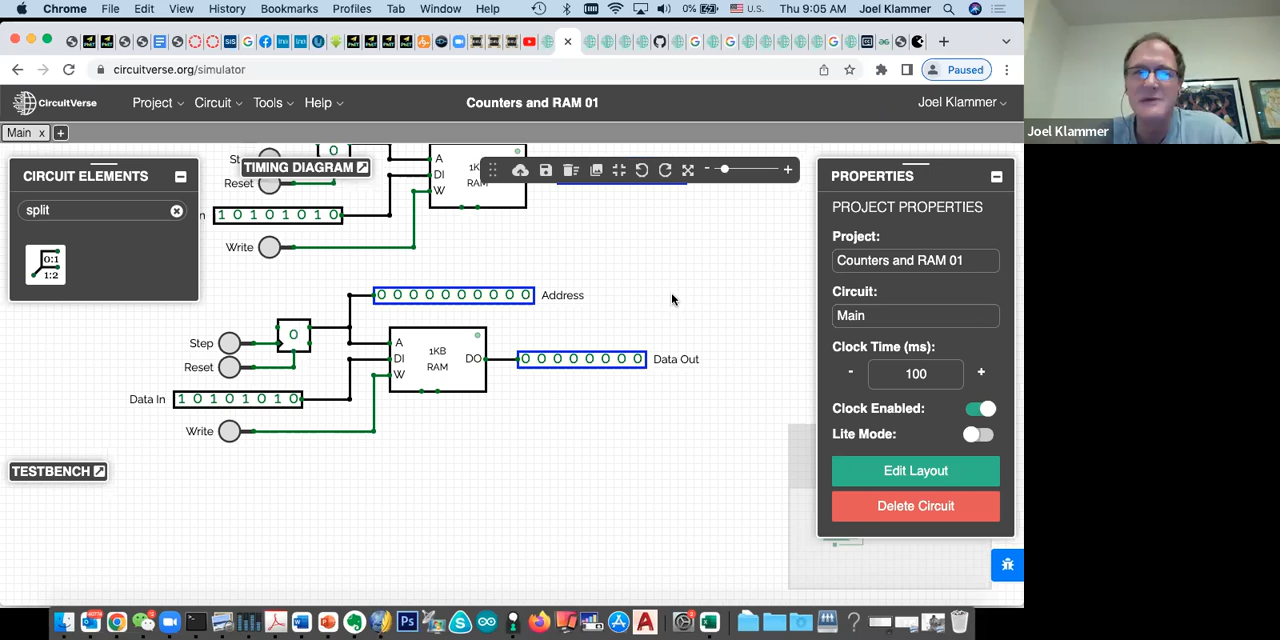 Chrome File Edit View History Bookmarks Profiles Tab Window Help 0% U.S. Thu 9:05 AM Joel Klammer
circuitverse.org/simulator Paused
CircuitVerse Project Circuit Tools Help Counters and RAM 01 Joel Klammer
Main x +
Joel Klammer
CIRCUIT ELEMENTS
split
0:1
1:2
TIMING DIAGRAM
0
Reset
A
DI
W
1 0 1 0 1 0 1 0
Write
0 0 0 0 0 0 0 0 0 0 Address
Step
0
Reset
A
DI
W
1KB
RAM
DO
0 0 0 0 0 0 0 0 Data Out
Data In 1 0 1 0 1 0 1 0
Write
TESTBENCH
PROPERTIES
PROJECT PROPERTIES
Project:
Counters and RAM 01
Circuit:
Main
Clock Time (ms):
- 100 +
Clock Enabled:
Lite Mode:
Edit Layout
Delete Circuit